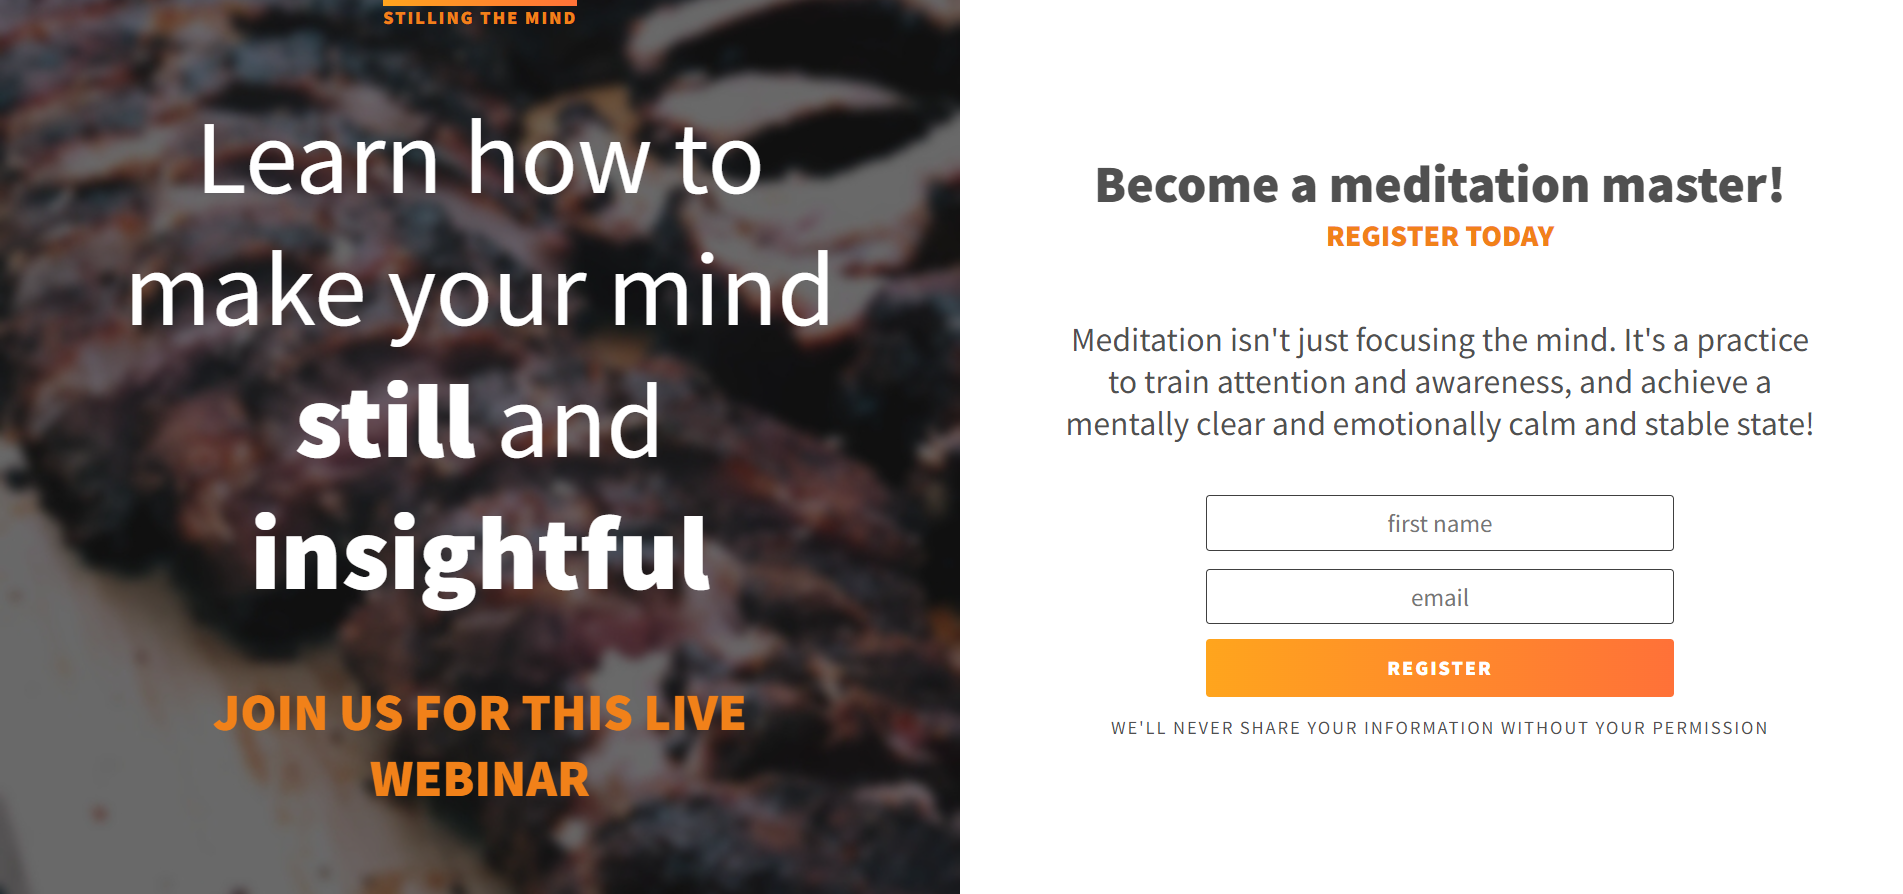 STILLING THE MIND
Learn how to
make your mind
still and
insightful
JOIN US FOR THIS LIVE
WEBINAR
Become a meditation master!
REGISTER TODAY
Meditation isn't just focusing the mind. It's a practice
to train attention and awareness, and achieve a
mentally clear and emotionally calm and stable state!
first name
email
REGISTER
WE'LL NEVER SHARE YOUR INFORMATION WITHOUT YOUR PERMISSION